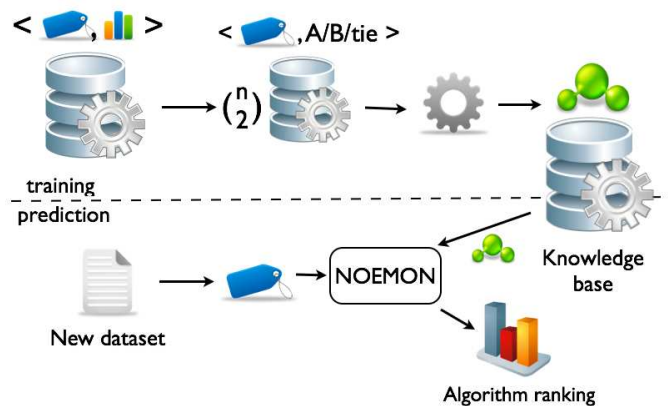 < , >
< , A/B/tie >
(n
2)
training
prediction
NOEMON
Knowledge
base
New dataset
Algorithm ranking